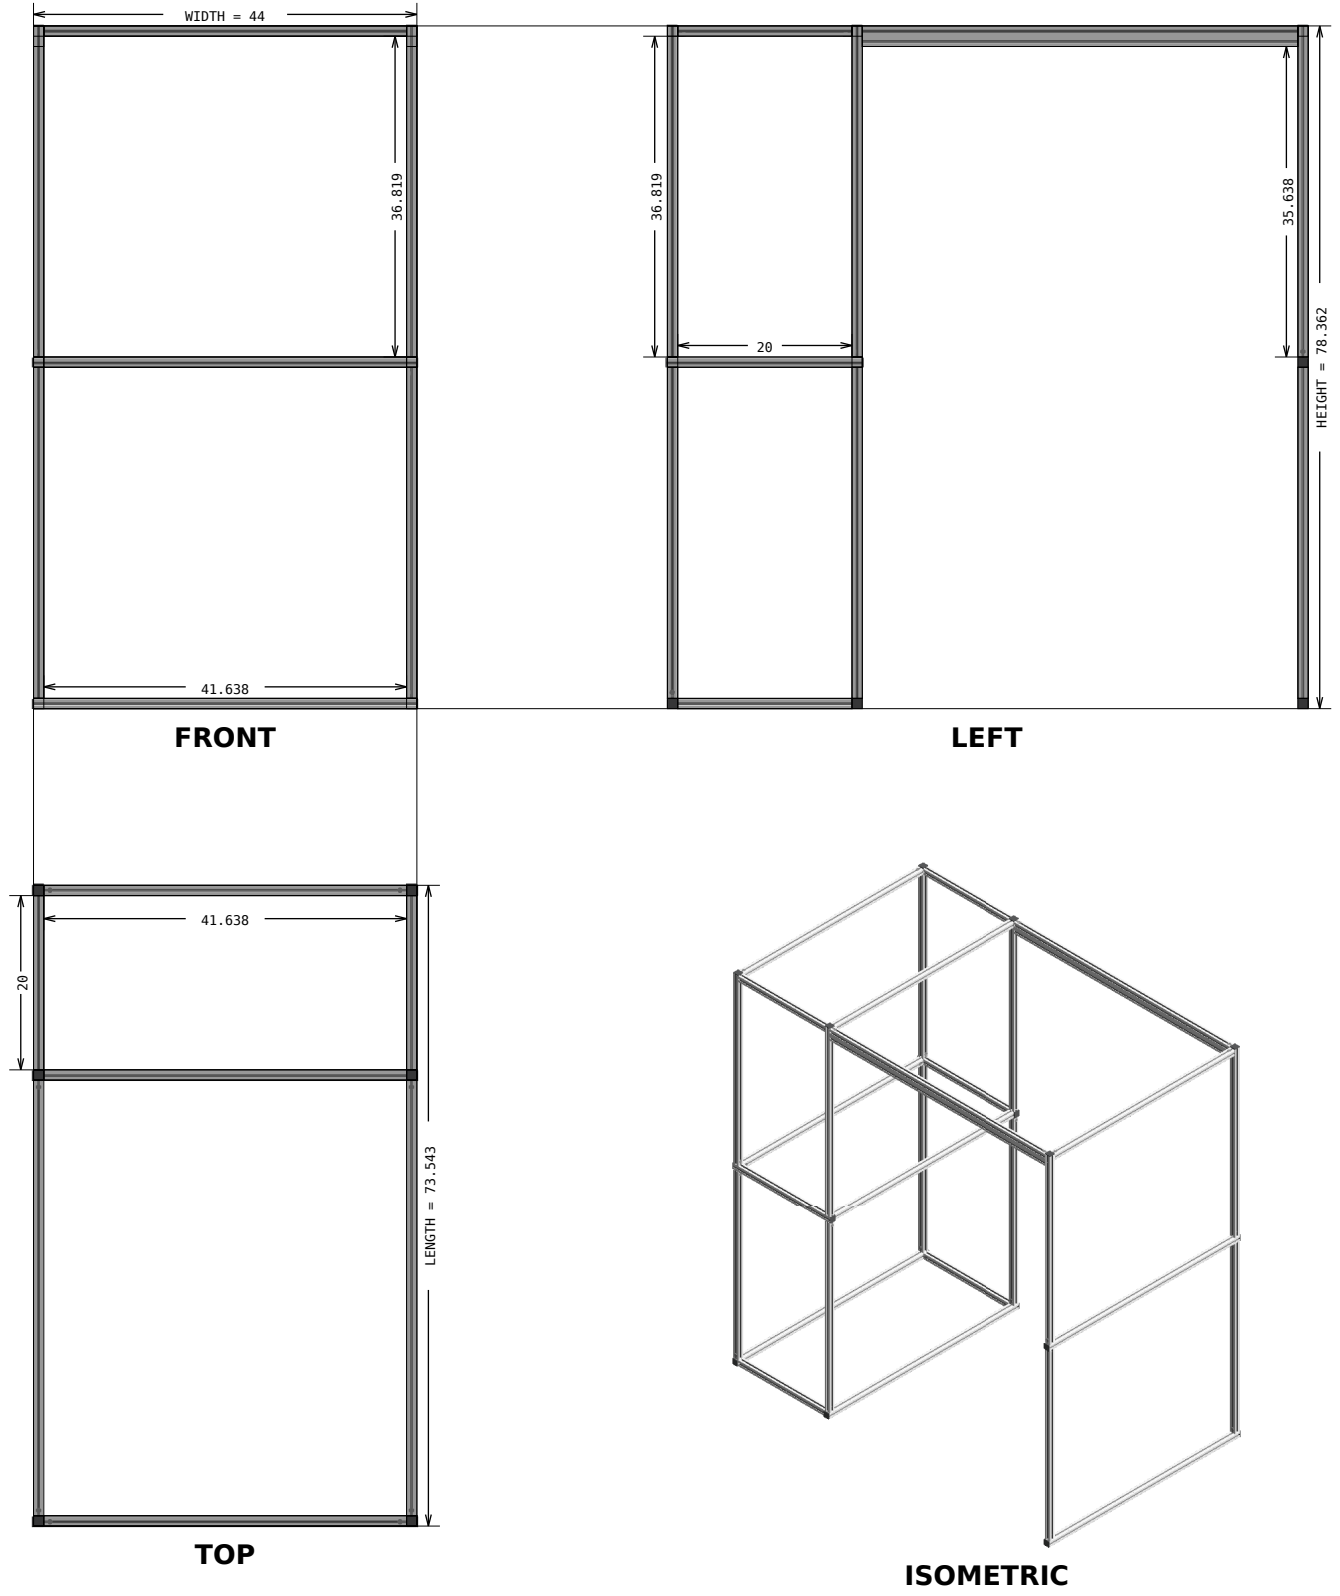 WIDTH = 44
36.819
41.638
FRONT
36.819
20
35.638
HEIGHT = 78.362
LEFT
41.638
20
LENGTH = 73.543
TOP
ISOMETRIC